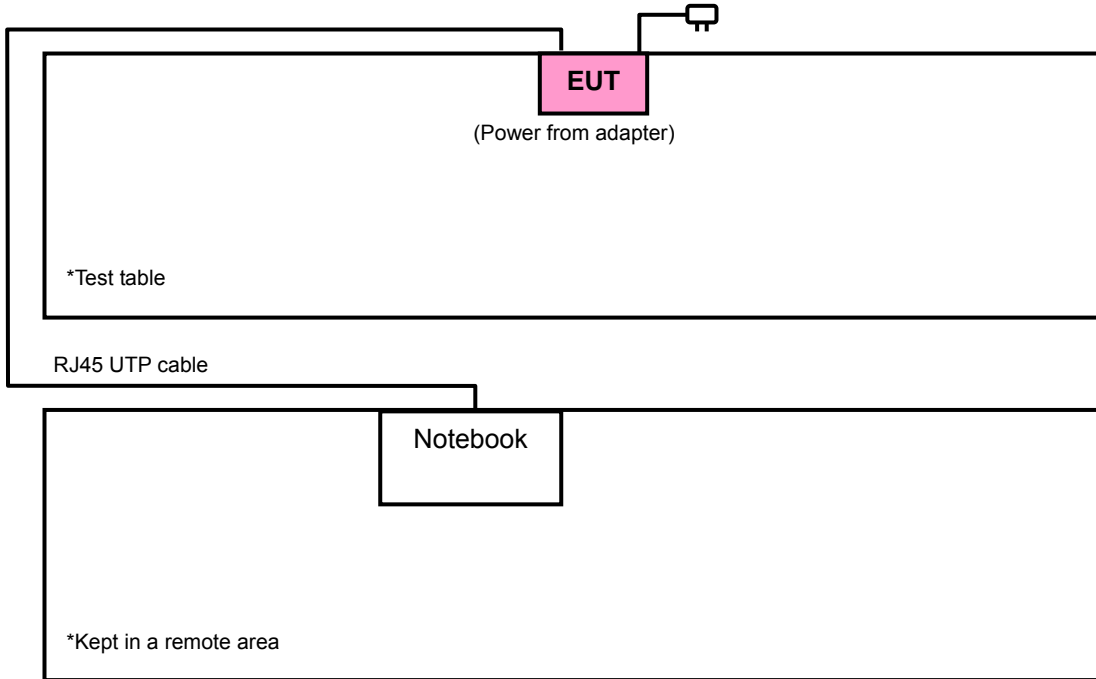 EUT
(Power from adapter)
*Test table
RJ45 UTP cable
Notebook
*Kept in a remote area